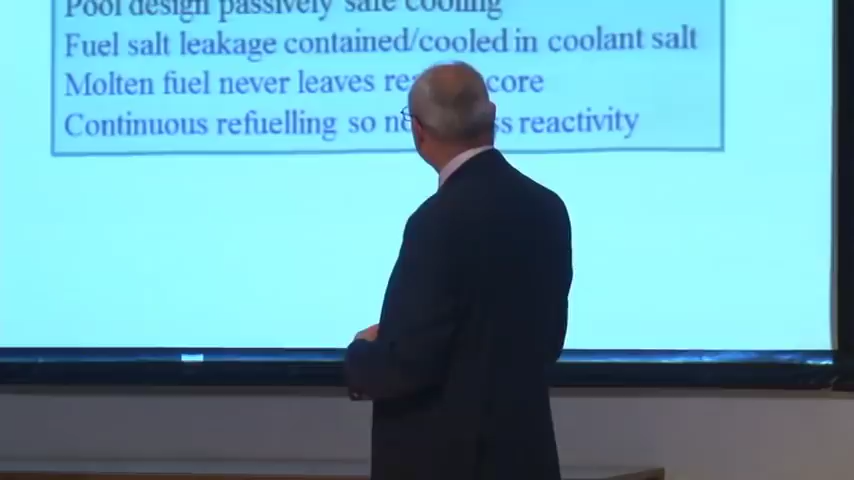 Pool design passively safe cooling
Fuel salt leakage contained/cooled in coolant salt
Molten fuel never leaves core
Continuous refuelling so reactivity